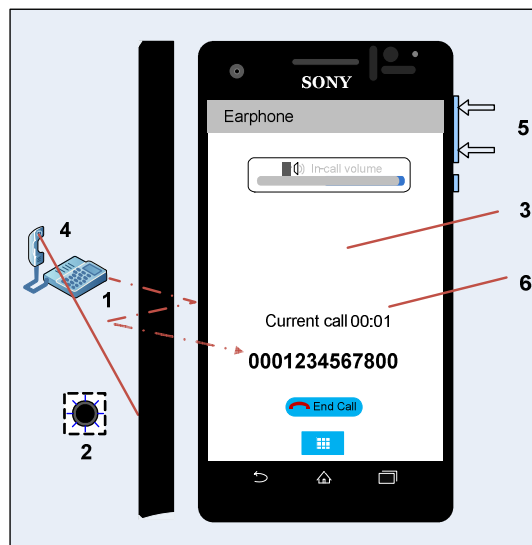 SONY
Earphone
In-call volume
5
3
4
1
6
Current call 00:01
0001234567800
End Call
2